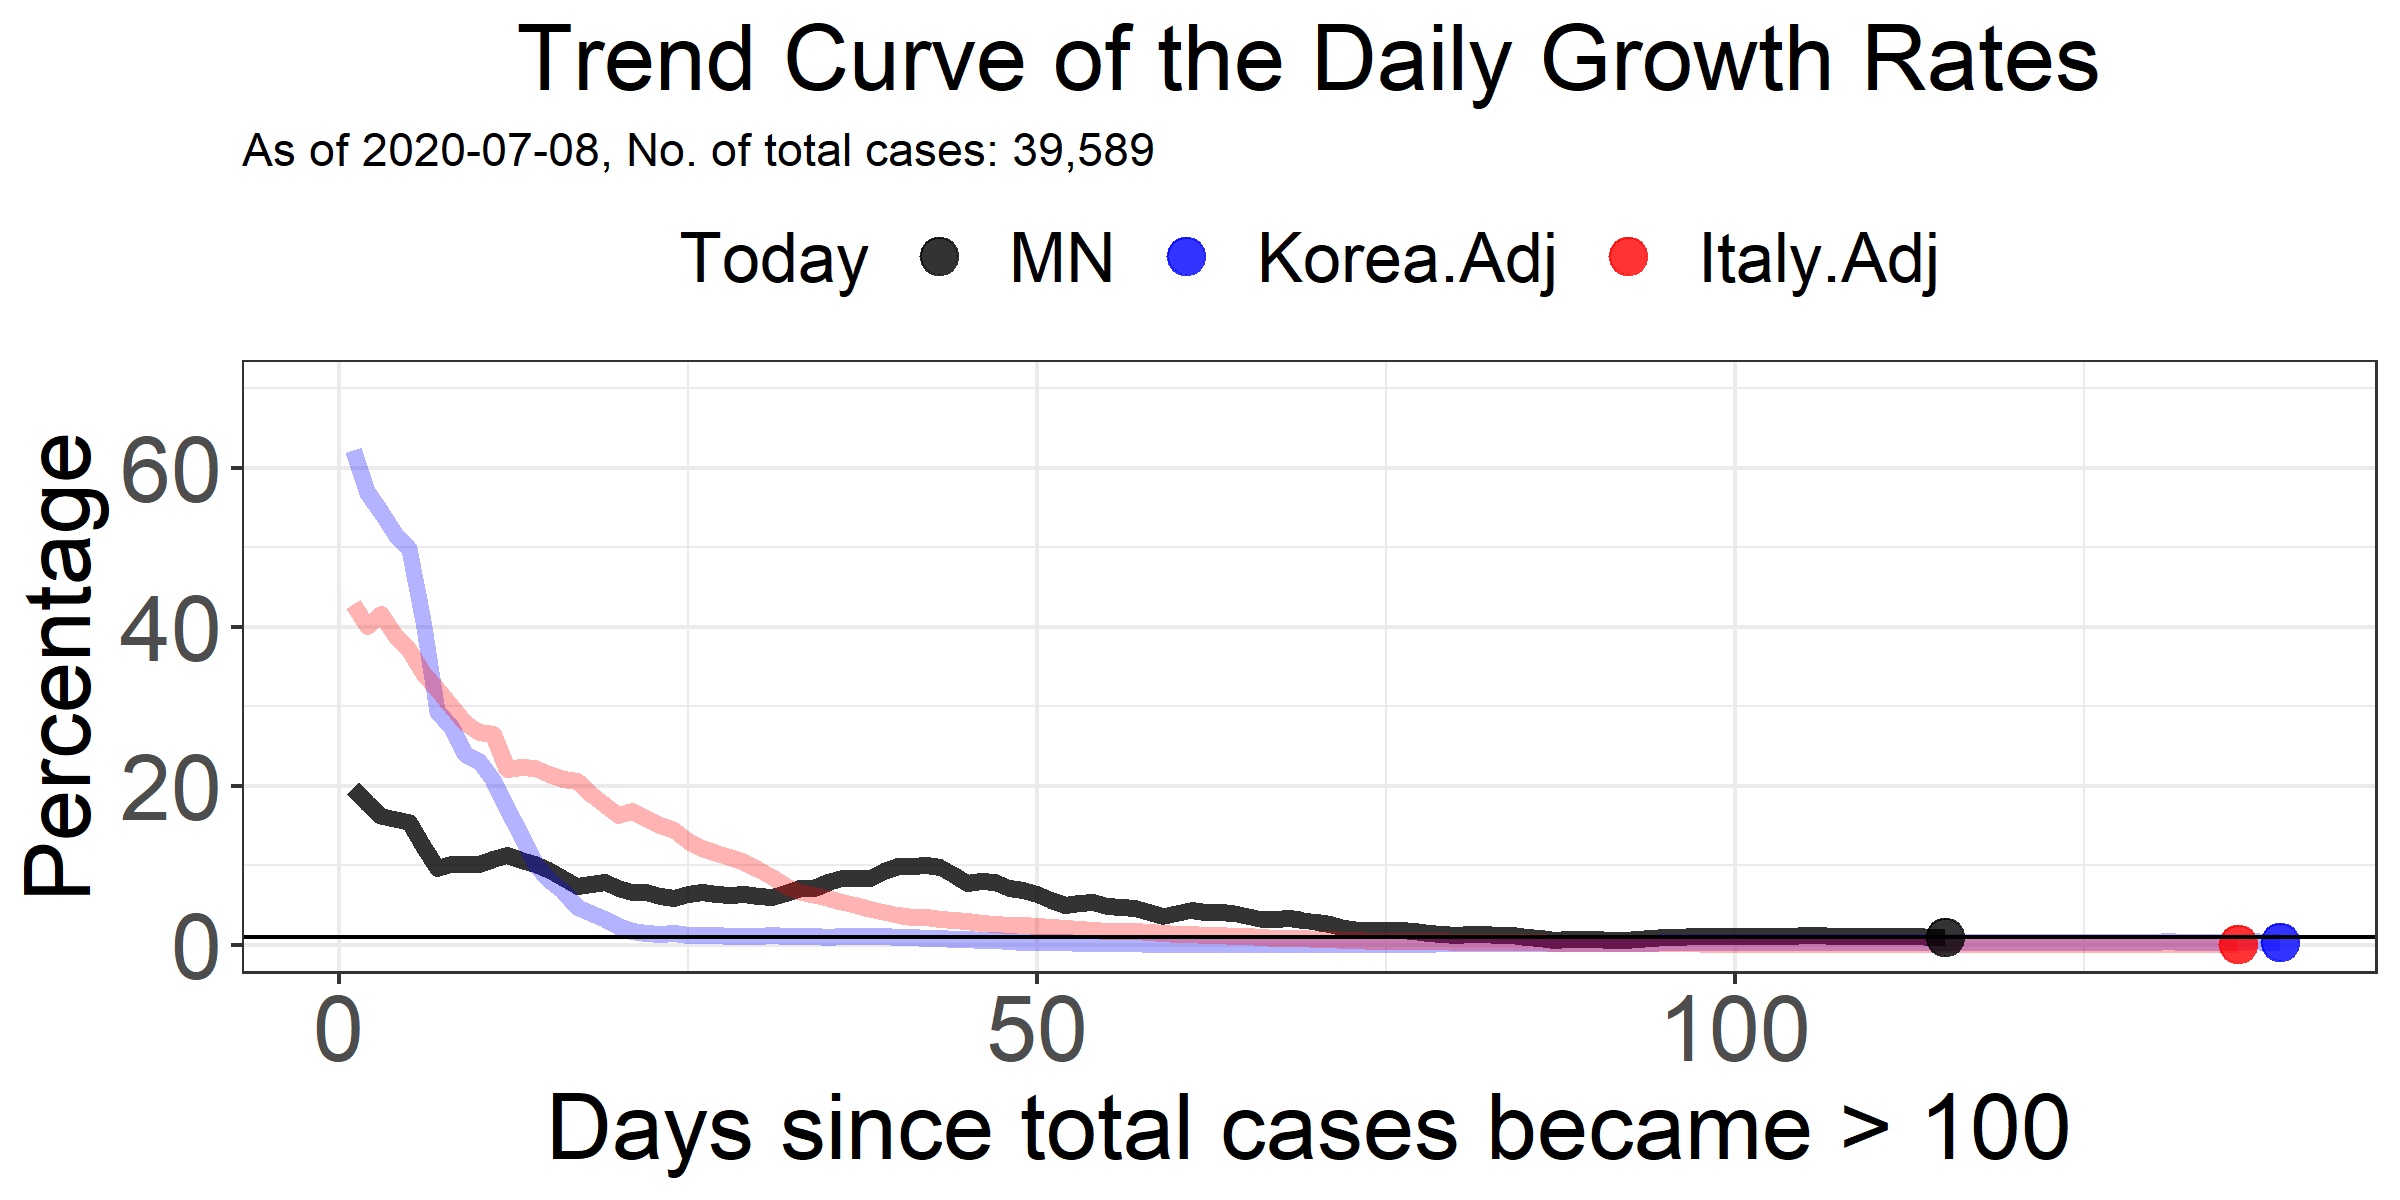 Trend Curve of the Daily Growth Rates
As of 2020-07-08, No. of total cases: 39,589
Today MN Korea.Adj Italy.Adj
Percentage
60
40
20
0
0 50 100
Days since total cases became > 100